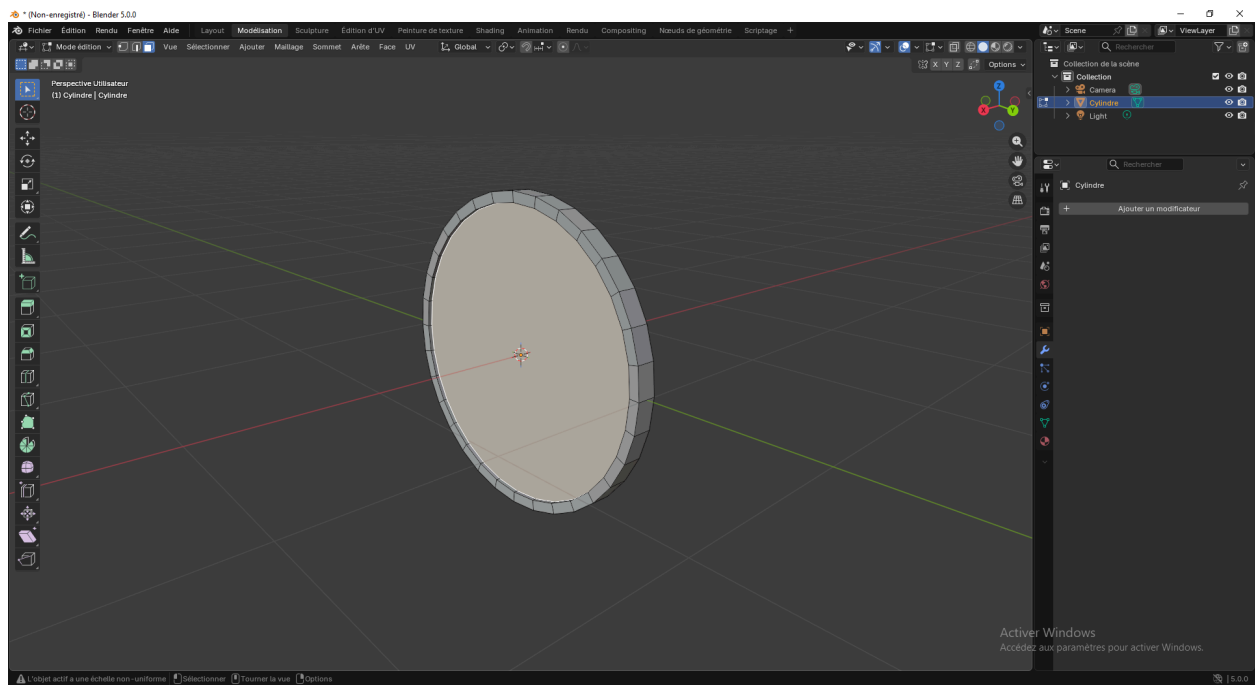 * (Non-enregistré) - Blender 5.0.0
Fichier Édition Rendu Fenêtre Aide Layout Modélisation Sculpture Édition d'UV Peinture de texture Shading Animation Rendu Compositing Nœuds de géométrie Scriptage + Scene ViewLayer
Mode édition Vue Sélectionner Ajouter Maillage Sommet Arête Face UV Global Rechercher
X Y Z Options
Collection de la scène
Perspective Utilisateur
(1) Cylindre | Cylindre
Collection
Camera
Cylindre
Light
Z
X
Y
Rechercher
Cylindre
+ Ajouter un modificateur
Activer Windows
Accédez aux paramètres pour activer Windows.
L'objet actif a une échelle non-uniforme Sélectionner Tourner la vue Options 5.0.0